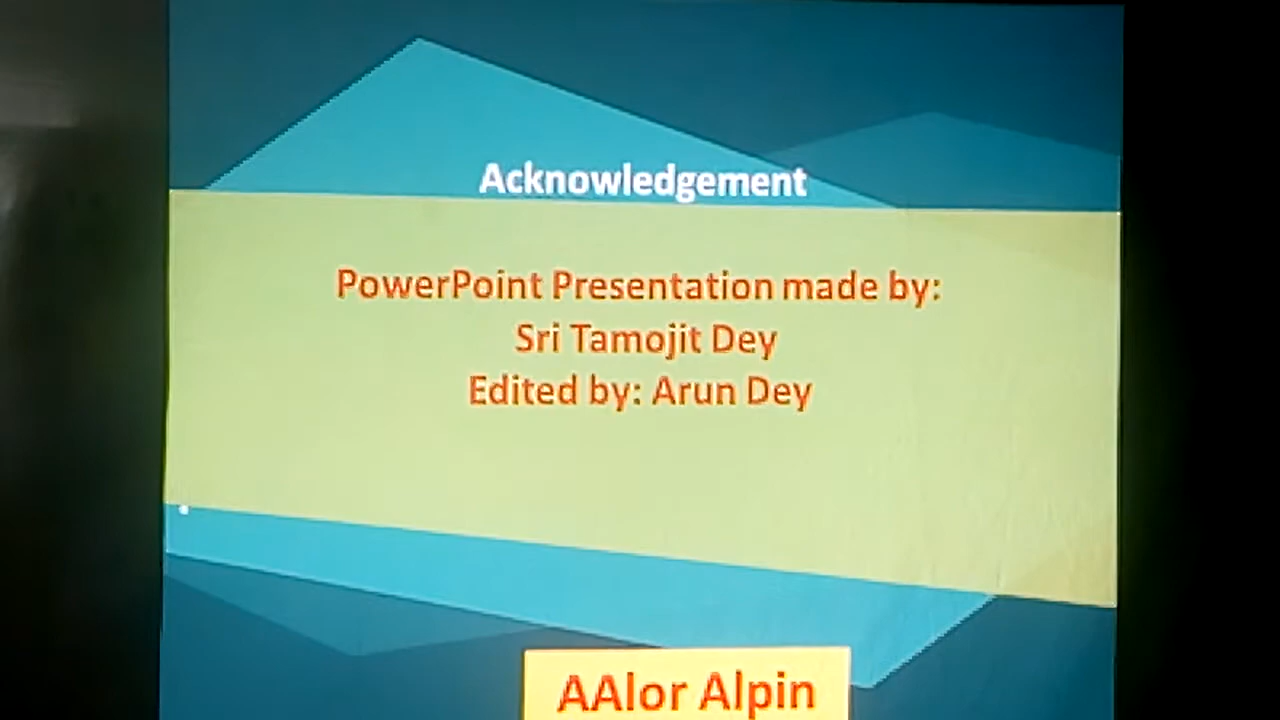 Acknowledgement
PowerPoint Presentation made by:
Sri Tamojit Dey
Edited by: Arun Dey
AAlor Alpin